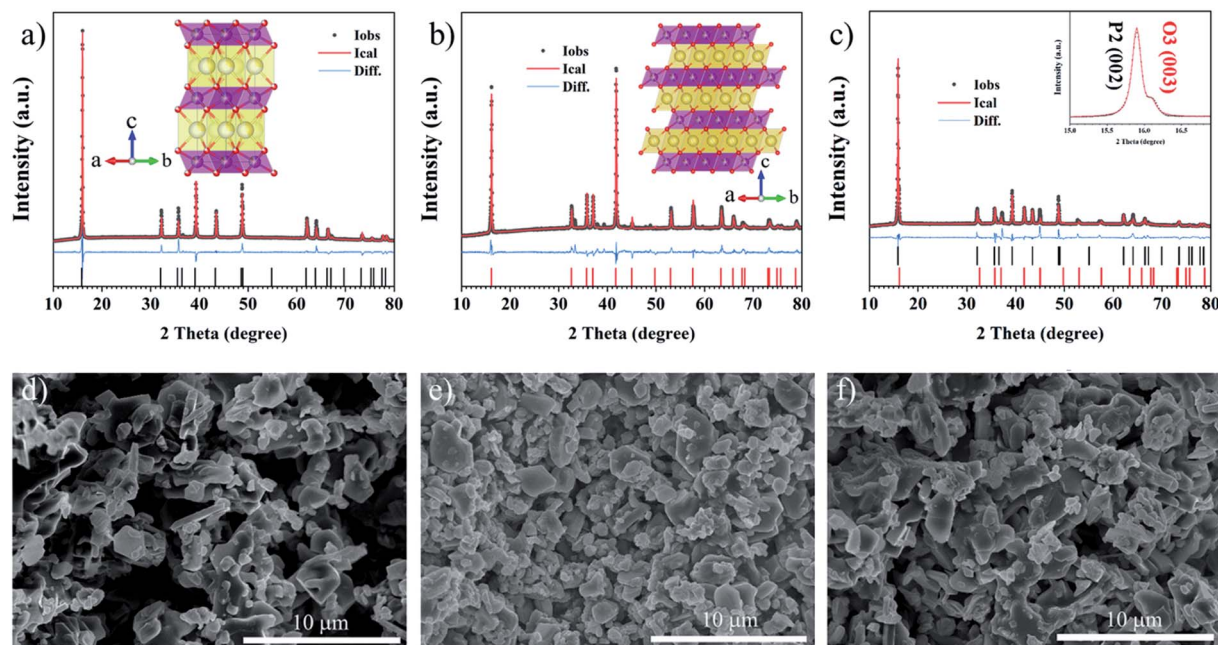 a)
Iobs
Ical
Diff.
c
a
b
Intensity (a.u.)
10 20 30 40 50 60 70 80
2 Theta (degree)
b)
Iobs
Ical
Diff.
c
a
b
Intensity (a.u.)
10 20 30 40 50 60 70 80
2 Theta (degree)
c)
Iobs
Ical
Diff.
Intensity (a.u.)
P2 (002)
O3 (003)
15.0 15.5 16.0 16.5
2 Theta (degree)
Intensity (a.u.)
10 20 30 40 50 60 70 80
2 Theta (degree)
d)
10 μm
e)
10 μm
f)
10 μm